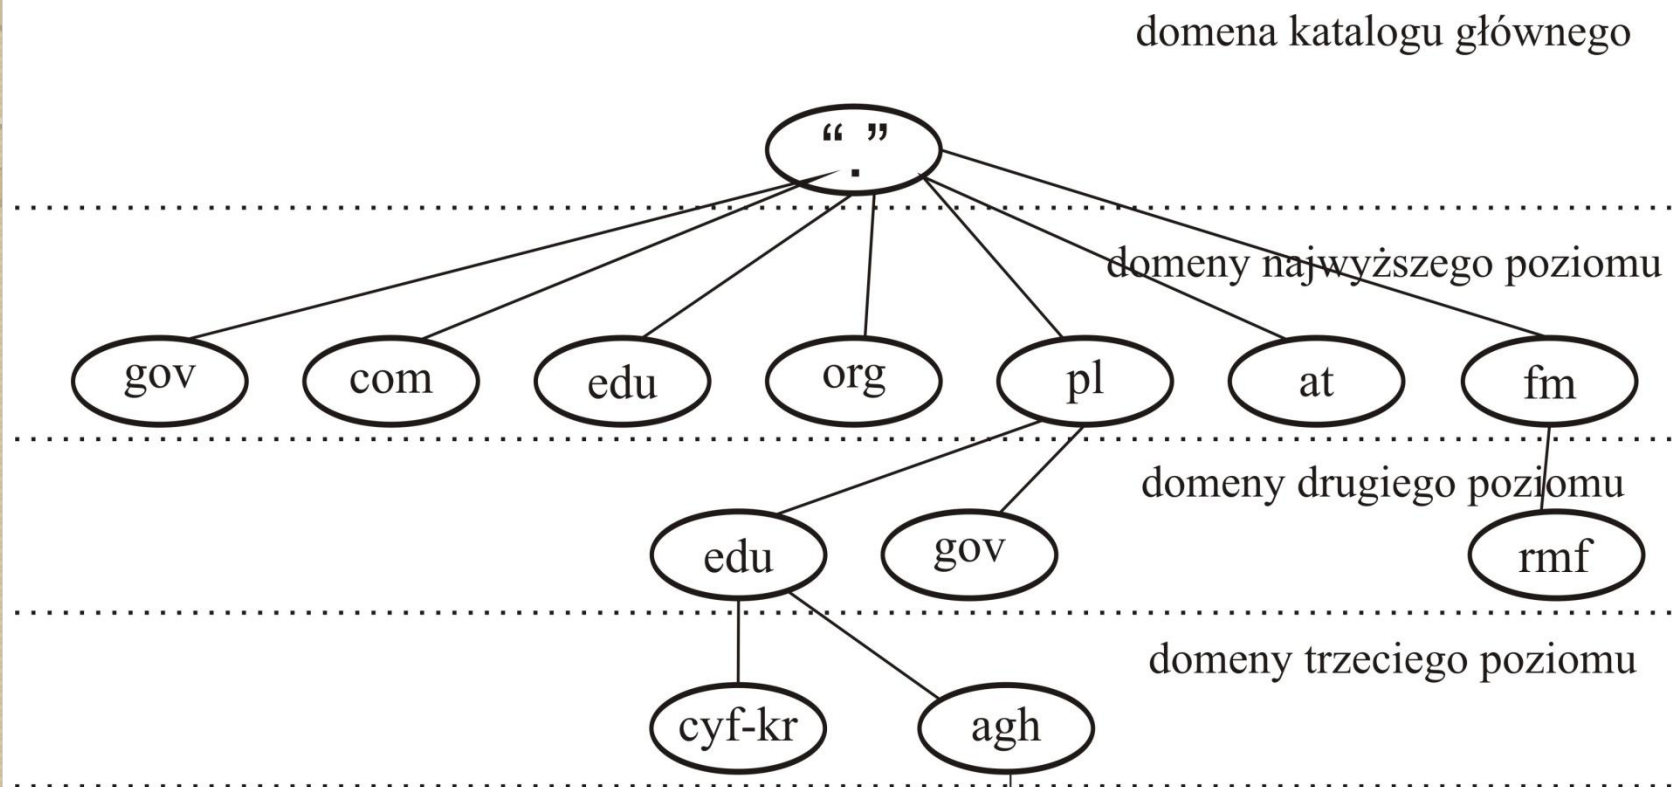 domena katalogu głównego
“.”
domeny najwyższego poziomu
gov com edu org pl at fm
domeny drugiego poziomu
edu gov rmf
domeny trzeciego poziomu
cyf-kr agh